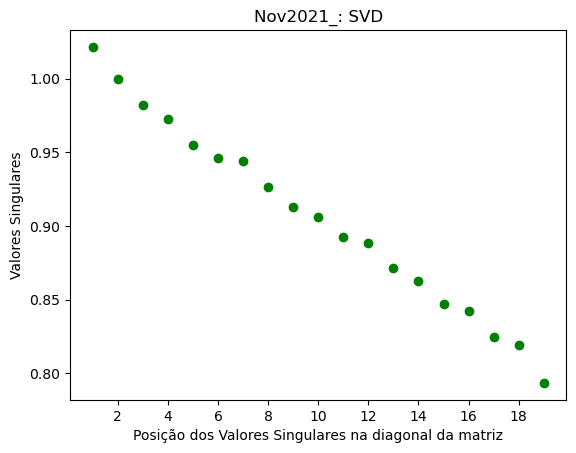 Nov2021_: SVD
Valores Singulares
1.00
0.95
0.90
0.85
0.80
2 4 6 8 10 12 14 16 18
Posição dos Valores Singulares na diagonal da matriz